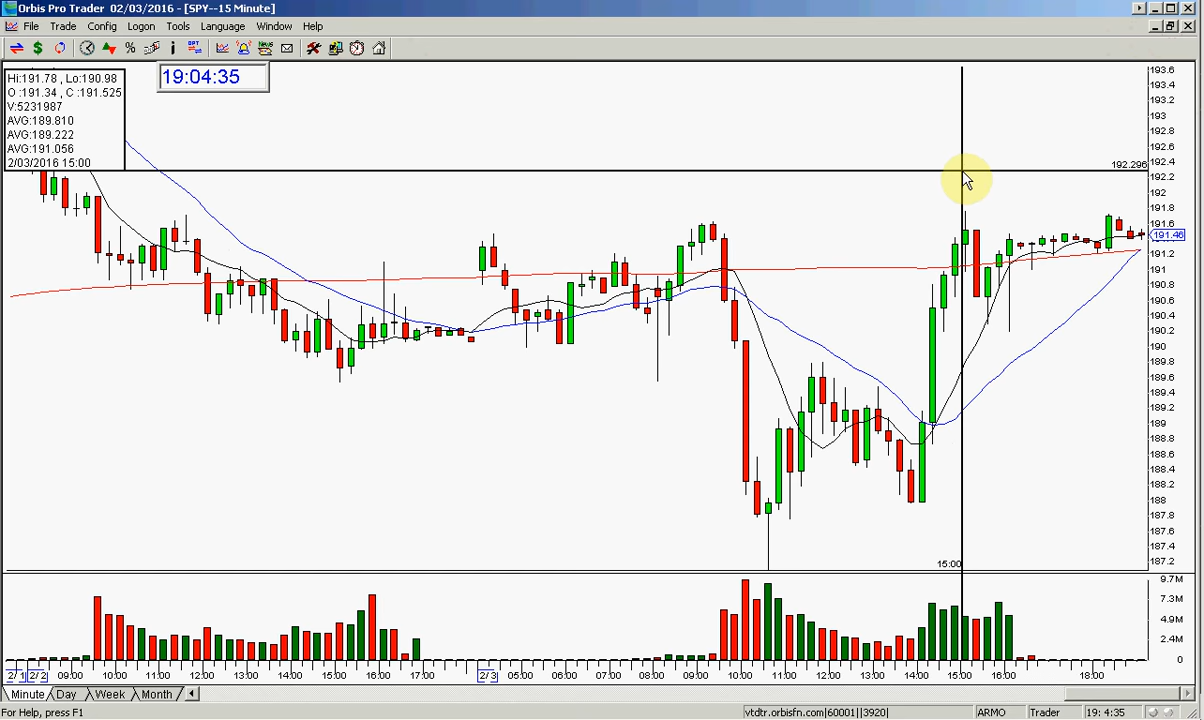 Orbis Pro Trader 02/03/2016 - [SPY--15 Minute]
File Trade Config Logon Tools Language Window Help
19:04:35
Hi:191.78 , Lo:190.98
O :191.34 , C :191.525
V:5231987
AVG:189.810
AVG:189.222
AVG:191.056
2/03/2016 15:00
192.296
193.6
193.4
193.2
193
192.8
192.6
192.4
192.2
192
191.8
191.6
191.46
191.2
191
190.8
190.6
190.4
190.2
190
189.8
189.6
189.4
189.2
189
188.8
188.6
188.4
188.2
188
187.8
187.6
187.4
187.2
15:00
9.7M
7.3M
4.9M
2.4M
0
2/ 1 2/ 2 09:00 10:00 11:00 12:00 13:00 14:00 15:00 16:00 17:00 2/ 3 05:00 06:00 07:00 08:00 09:00 10:00 11:00 12:00 13:00 14:00 15:00 16:00 18:00
Minute Day Week Month
For Help, press F1
vtdtr.orbisfn.com|60001||3920| ARMO Trader 19: 4:35